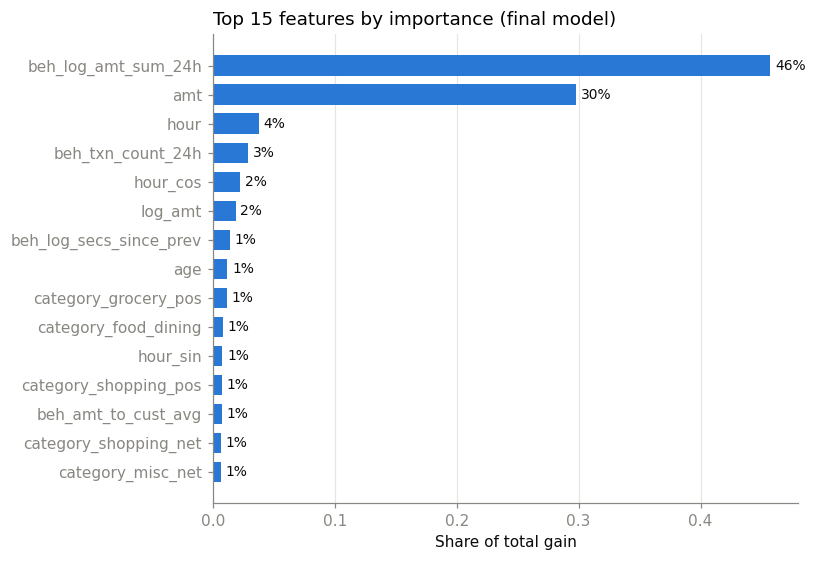 Top 15 features by importance (final model)
beh_log_amt_sum_24h 46%
amt 30%
hour 4%
beh_txn_count_24h 3%
hour_cos 2%
log_amt 2%
beh_log_secs_since_prev 1%
age 1%
category_grocery_pos 1%
category_food_dining 1%
hour_sin 1%
category_shopping_pos 1%
beh_amt_to_cust_avg 1%
category_shopping_net 1%
category_misc_net 1%
0.0 0.1 0.2 0.3 0.4
Share of total gain